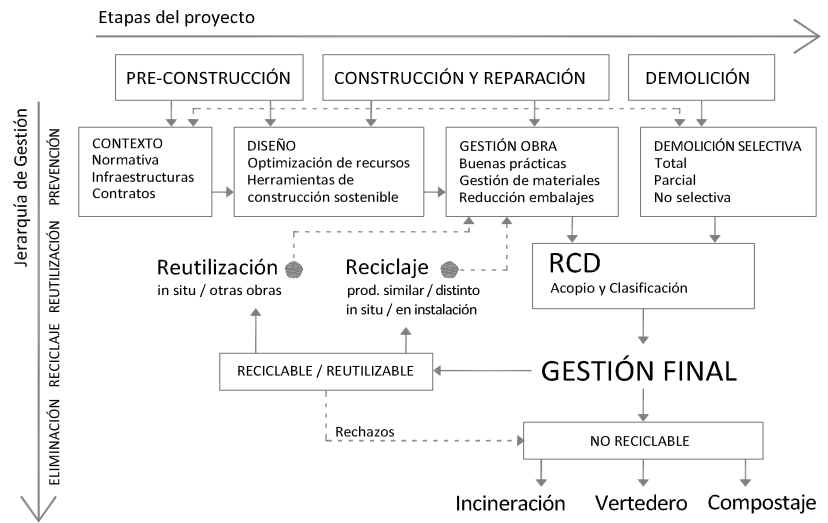 Etapas del proyecto
PRE-CONSTRUCCIÓN
CONSTRUCCIÓN Y REPARACIÓN
DEMOLICIÓN
Jerarquía de Gestión
PREVENCIÓN
REUTILIZACIÓN
RECICLAJE
ELIMINACIÓN
CONTEXTO
Normativa
Infraestructuras
Contratos
DISEÑO
Optimización de recursos
Herramientas de
construcción sostenible
GESTIÓN OBRA
Buenas prácticas
Gestión de materiales
Reducción embalajes
DEMOLICIÓN SELECTIVA
Total
Parcial
No selectiva
Reutilización
in situ / otras obras
Reciclaje
prod. similar / distinto
in situ / en instalación
RCD
Acopio y Clasificación
RECICLABLE / REUTILIZABLE
GESTIÓN FINAL
Rechazos
NO RECICLABLE
Incineración
Vertedero
Compostaje